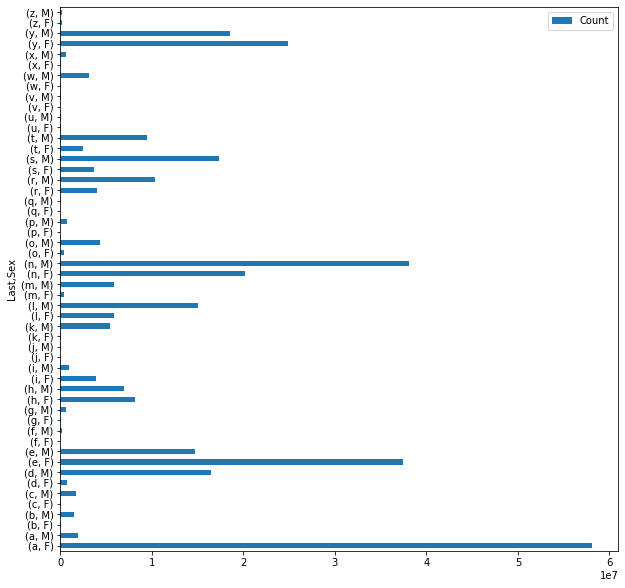 Count
(z, M)
(z, F)
(y, M)
(y, F)
(x, M)
(x, F)
(w, M)
(w, F)
(v, M)
(v, F)
(u, M)
(u, F)
(t, M)
(t, F)
(s, M)
(s, F)
(r, M)
(r, F)
(q, M)
(q, F)
(p, M)
(p, F)
(o, M)
(o, F)
(n, M)
(n, F)
(m, M)
(m, F)
(l, M)
(l, F)
(k, M)
(k, F)
(j, M)
(j, F)
(i, M)
(i, F)
(h, M)
(h, F)
(g, M)
(g, F)
(f, M)
(f, F)
(e, M)
(e, F)
(d, M)
(d, F)
(c, M)
(c, F)
(b, M)
(b, F)
(a, M)
(a, F)
Last,Sex
0 1 2 3 4 5 6
1e7